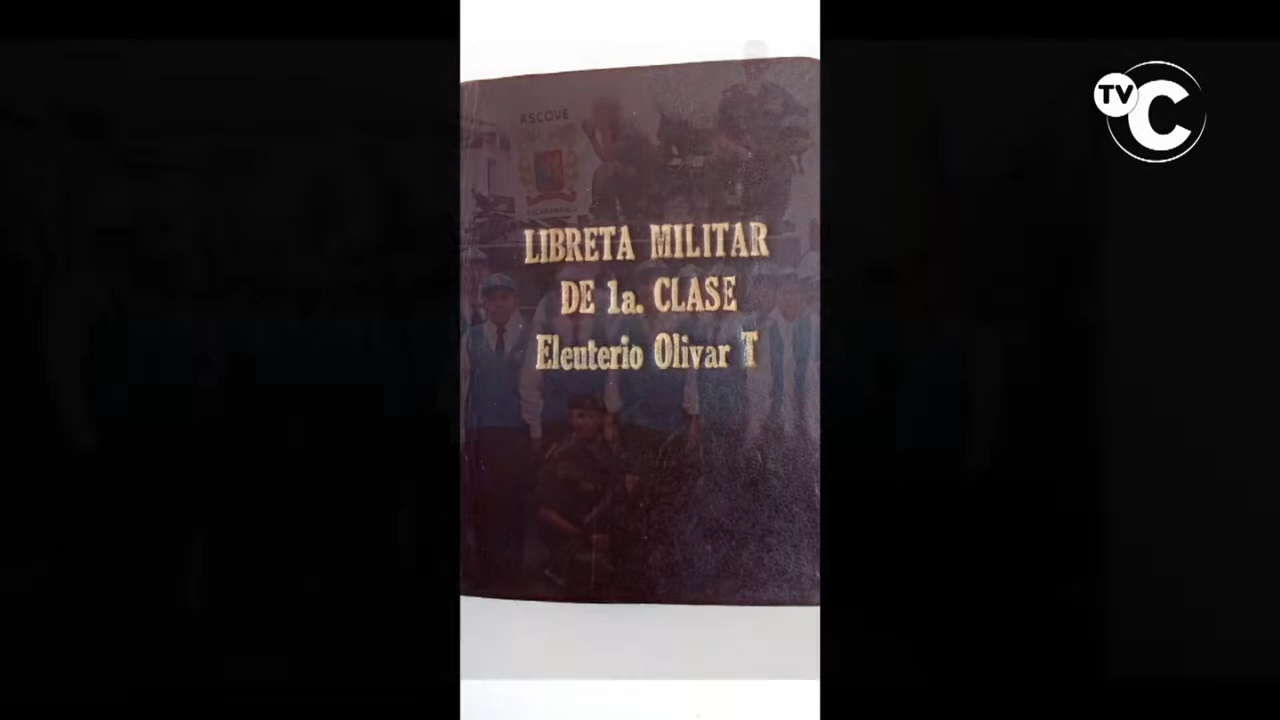 TV C
ASCOVE
LIBRETA MILITAR
DE 1a. CLASE
Eleuterio Olivar T